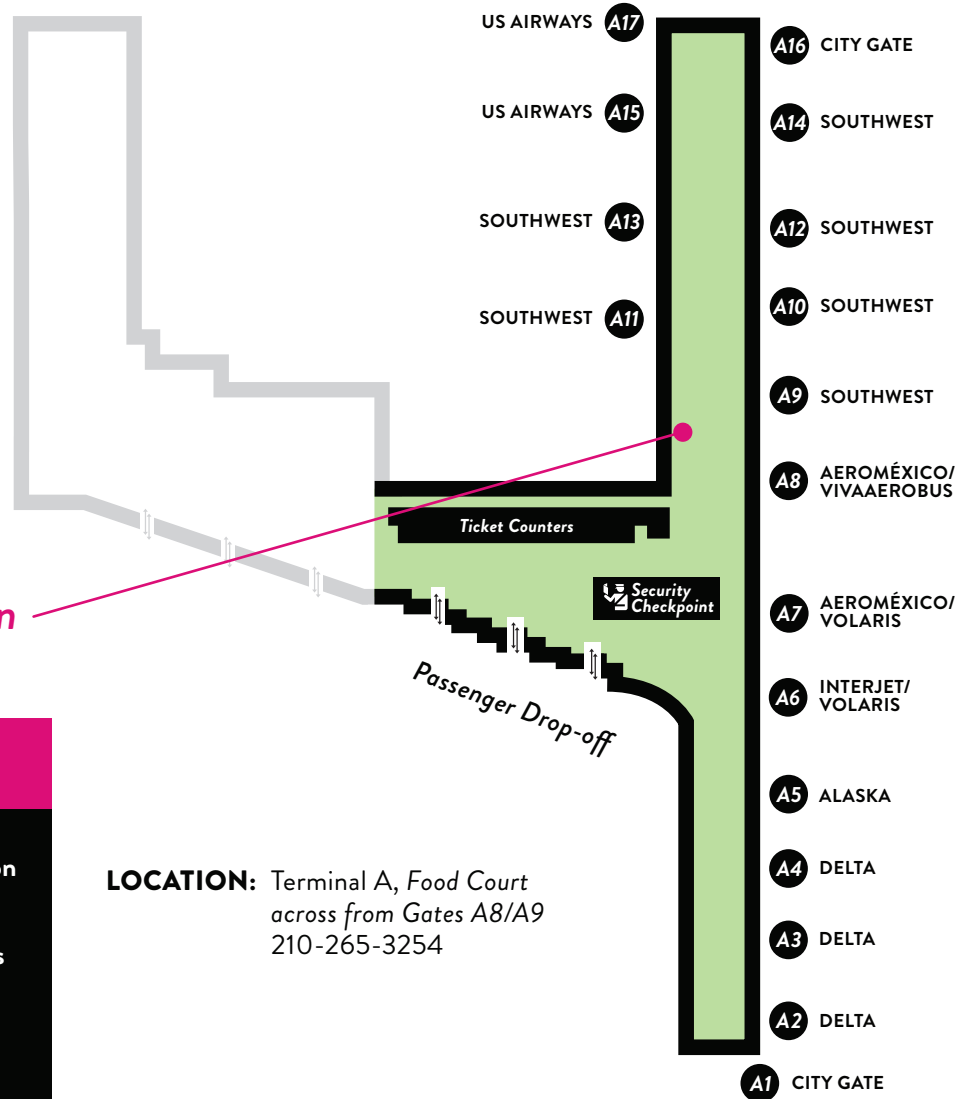 US AIRWAYS A17
A16 CITY GATE
US AIRWAYS A15
A14 SOUTHWEST
SOUTHWEST A13
A12 SOUTHWEST
A10 SOUTHWEST
SOUTHWEST A11
A9 SOUTHWEST
A8 AEROMÉXICO/
VIVAAEROBUS
Ticket Counters
Security
Checkpoint
A7 AEROMÉXICO/
VOLARIS
Passenger Drop-off
A6 INTERJET/
VOLARIS
A5 ALASKA
A4 DELTA
LOCATION: Terminal A, Food Court
across from Gates A8/A9
210-265-3254
A3 DELTA
A2 DELTA
A1 CITY GATE